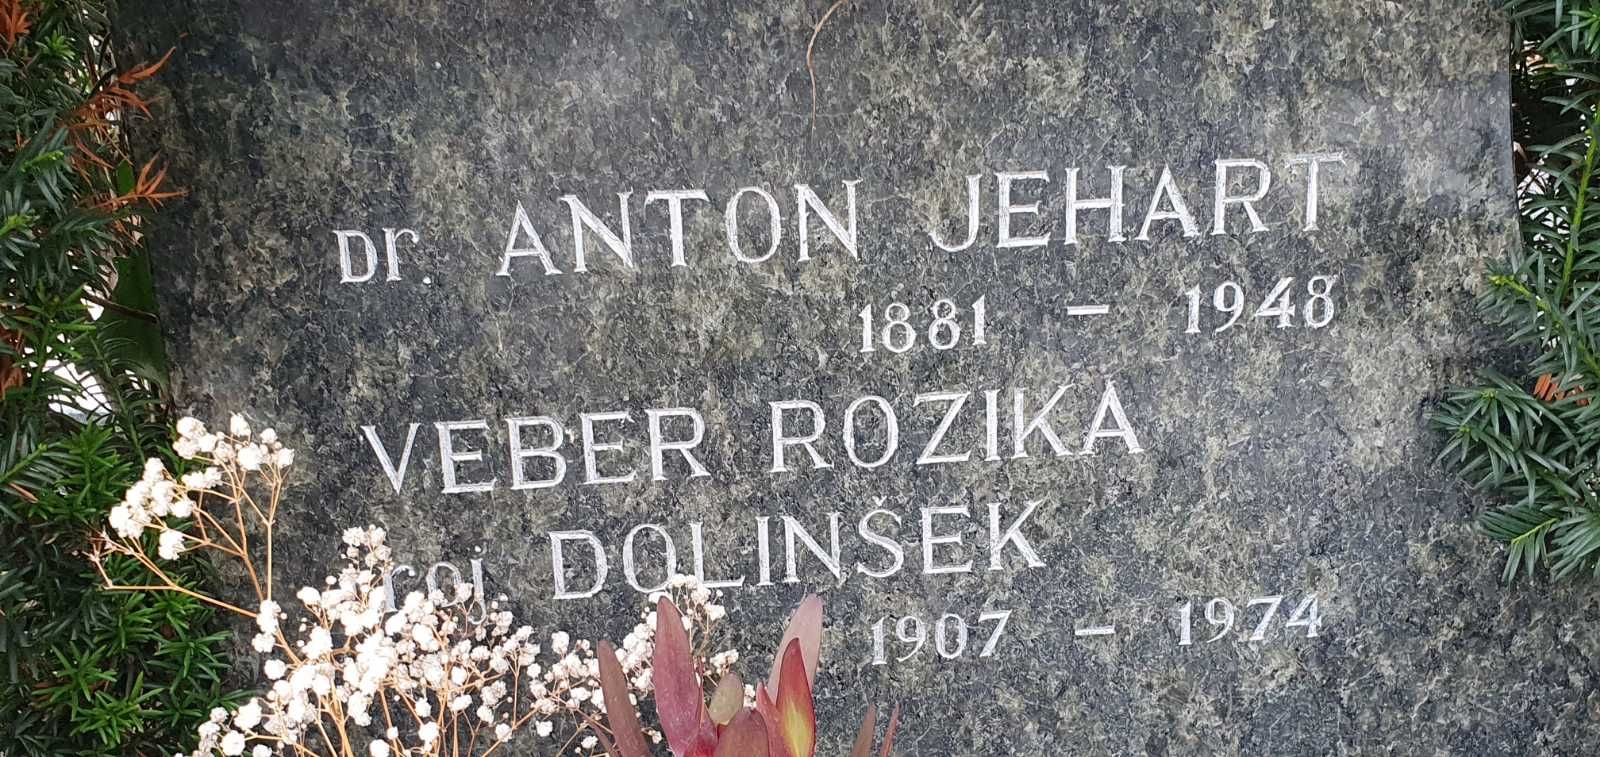 dr. ANTON JEHART
1881 – 1948
VEBER ROZIKA
roj. DOLINŠEK
1907 – 1974